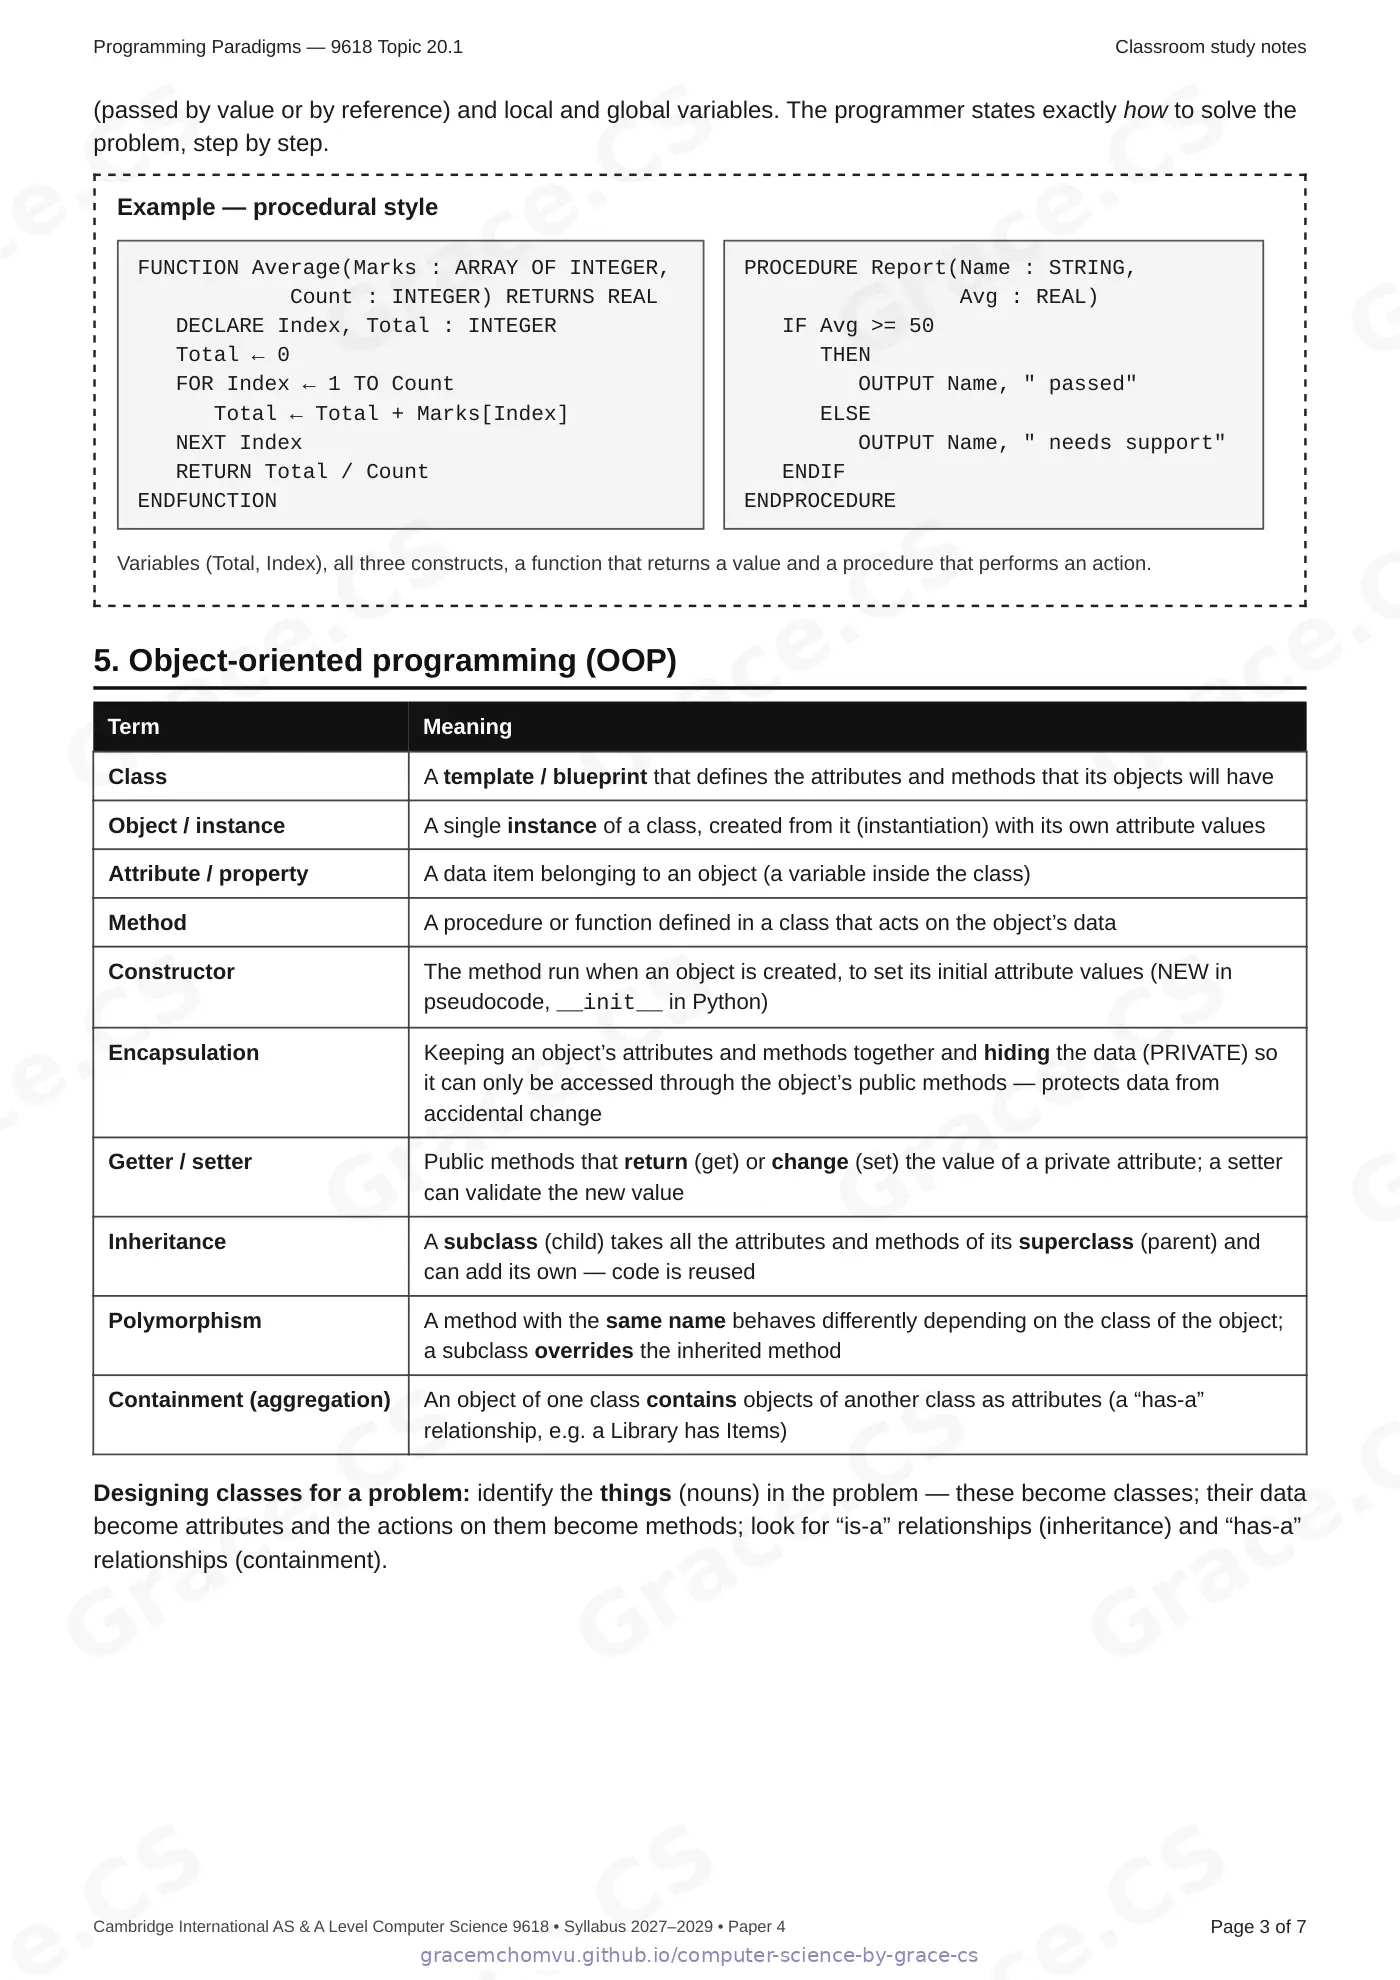 Programming Paradigms — 9618 Topic 20.1
Classroom study notes
(passed by value or by reference) and local and global variables. The programmer states exactly how to solve the
problem, step by step.
Example — procedural style
FUNCTION Average(Marks : ARRAY OF INTEGER,
            Count : INTEGER) RETURNS REAL
   DECLARE Index, Total : INTEGER
   Total ← 0
   FOR Index ← 1 TO Count
      Total ← Total + Marks[Index]
   NEXT Index
   RETURN Total / Count
ENDFUNCTION
PROCEDURE Report(Name : STRING,
                 Avg : REAL)
   IF Avg >= 50
      THEN
         OUTPUT Name, " passed"
      ELSE
         OUTPUT Name, " needs support"
   ENDIF
ENDPROCEDURE
Variables (Total, Index), all three constructs, a function that returns a value and a procedure that performs an action.
5. Object-oriented programming (OOP)
Term
Meaning
Class
A template / blueprint that defines the attributes and methods that its objects will have
Object / instance
A single instance of a class, created from it (instantiation) with its own attribute values
Attribute / property
A data item belonging to an object (a variable inside the class)
Method
A procedure or function defined in a class that acts on the object’s data
Constructor
The method run when an object is created, to set its initial attribute values (NEW in
pseudocode, __init__ in Python)
Encapsulation
Keeping an object’s attributes and methods together and hiding the data (PRIVATE) so
it can only be accessed through the object’s public methods — protects data from
accidental change
Getter / setter
Public methods that return (get) or change (set) the value of a private attribute; a setter
can validate the new value
Inheritance
A subclass (child) takes all the attributes and methods of its superclass (parent) and
can add its own — code is reused
Polymorphism
A method with the same name behaves differently depending on the class of the object;
a subclass overrides the inherited method
Containment (aggregation)
An object of one class contains objects of another class as attributes (a “has-a”
relationship, e.g. a Library has Items)
Designing classes for a problem: identify the things (nouns) in the problem — these become classes; their data
become attributes and the actions on them become methods; look for “is-a” relationships (inheritance) and “has-a”
relationships (containment).
Cambridge International AS & A Level Computer Science 9618 • Syllabus 2027–2029 • Paper 4
Page 3 of 7
gracemchomvu.github.io/computer-science-by-grace-cs
Grace.CS